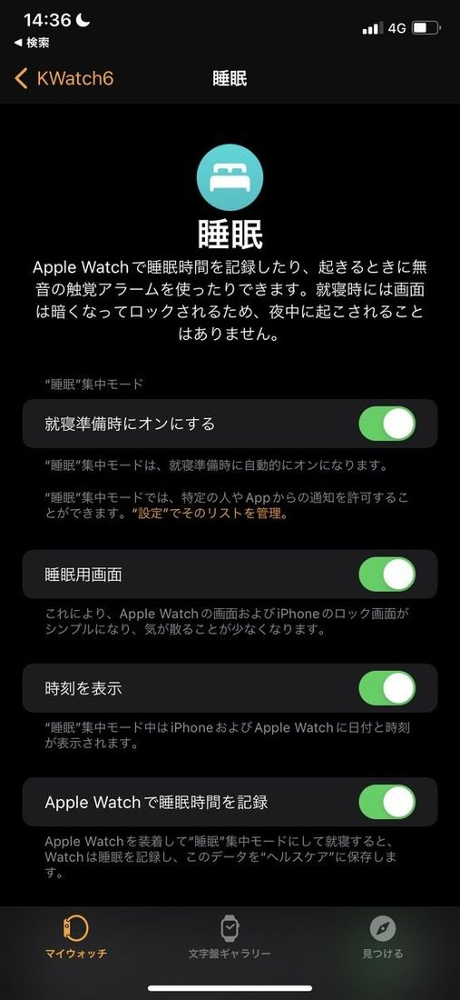 14:36
4G
◀ 検索
KWatch6
睡眠
睡眠
Apple Watchで睡眠時間を記録したり、起きるときに無
音の触覚アラームを使ったりできます。就寝時には画面
は暗くなってロックされるため、夜中に起こされること
はありません。
“睡眠”集中モード
就寝準備時にオンにする
“睡眠”集中モードは、就寝準備時に自動的にオンになります。
“睡眠”集中モードでは、特定の人やAppからの通知を許可するこ
とができます。“設定”でそのリストを管理。
睡眠用画面
これにより、Apple Watchの画面およびiPhoneのロック画面が
シンプルになり、気が散ることが少なくなります。
時刻を表示
“睡眠”集中モード中はiPhoneおよびApple Watchに日付と時刻
が表示されます。
Apple Watchで睡眠時間を記録
Apple Watchを装着して“睡眠”集中モードにして就寝すると、
Watchは睡眠を記録し、このデータを“ヘルスケア”に保存しま
す。
マイウォッチ
文字盤ギャラリー
見つける